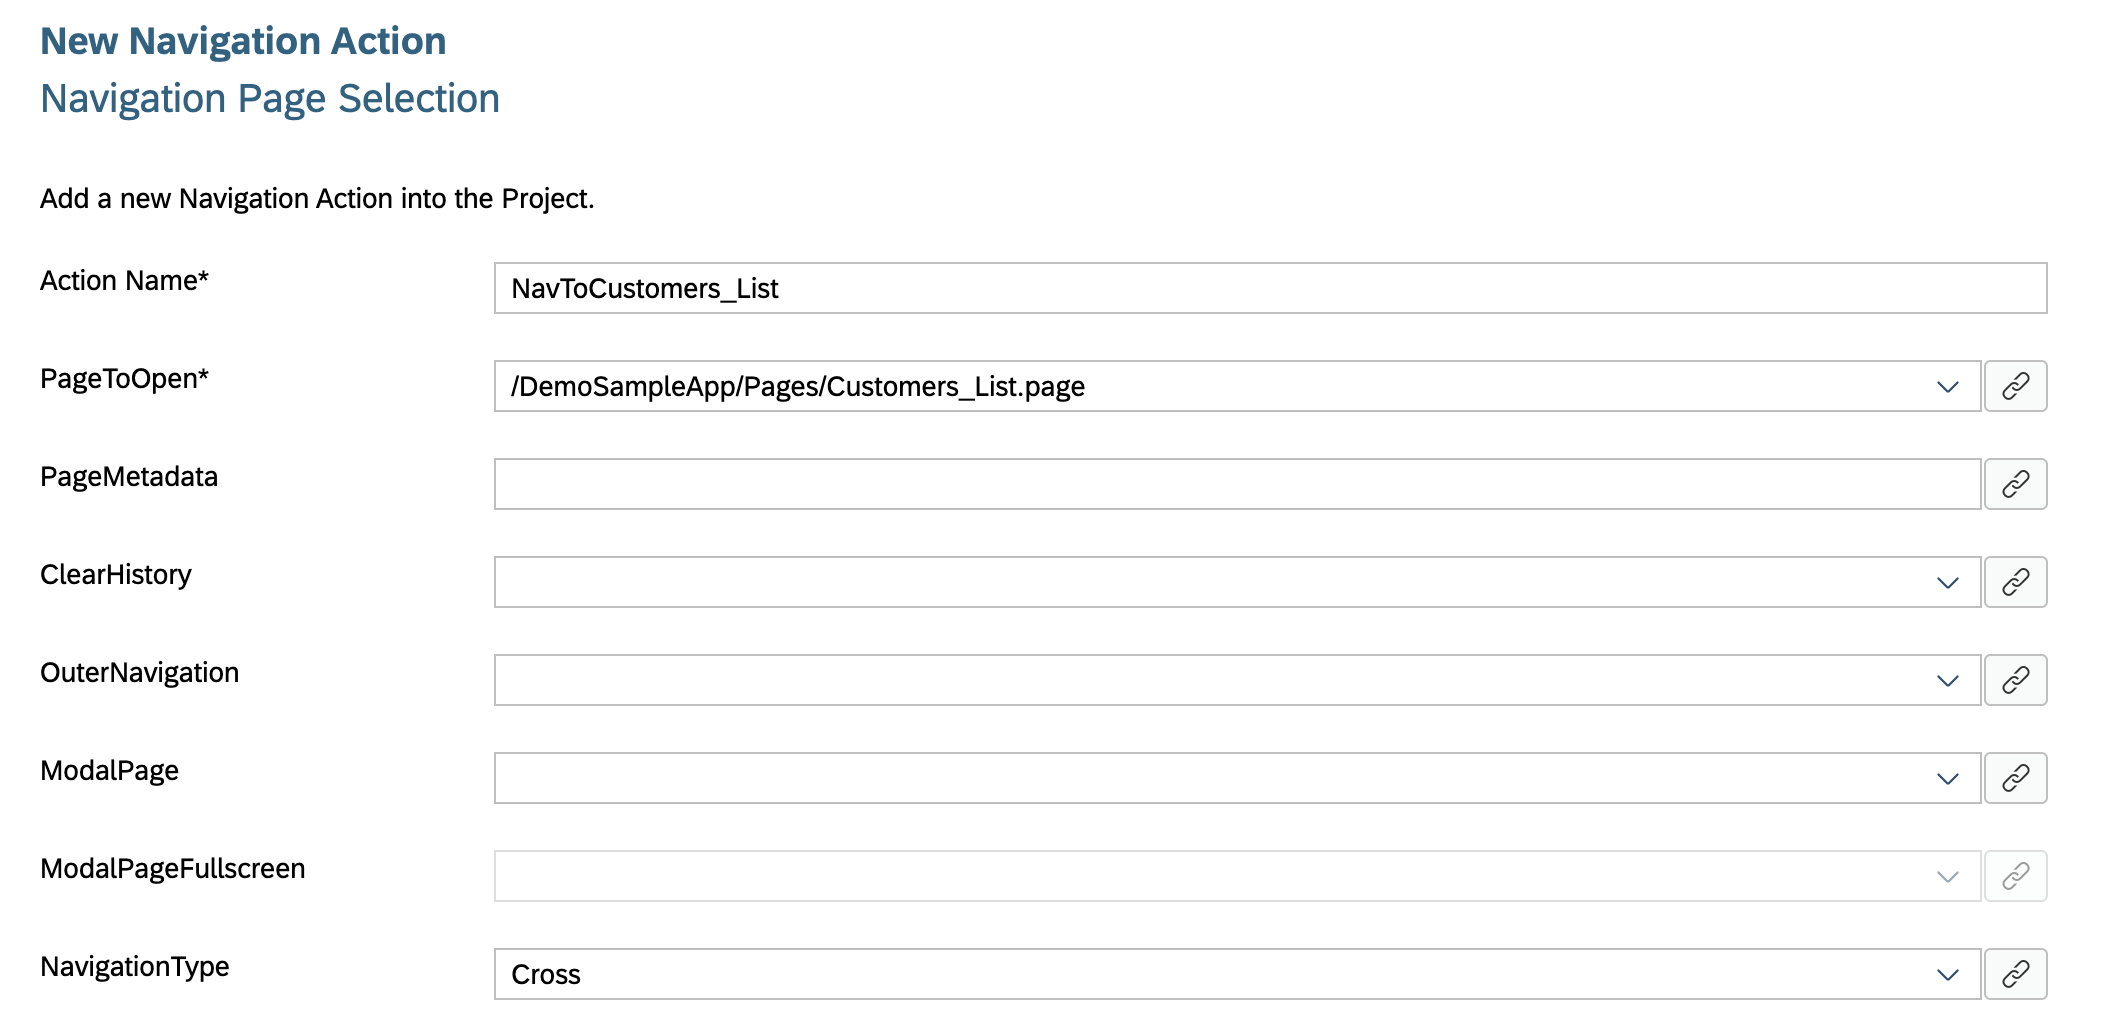 New Navigation Action
Navigation Page Selection
Add a new Navigation Action into the Project.
Action Name* NavToCustomers_List
PageToOpen* /DemoSampleApp/Pages/Customers_List.page
PageMetadata
ClearHistory
OuterNavigation
ModalPage
ModalPageFullscreen
NavigationType Cross